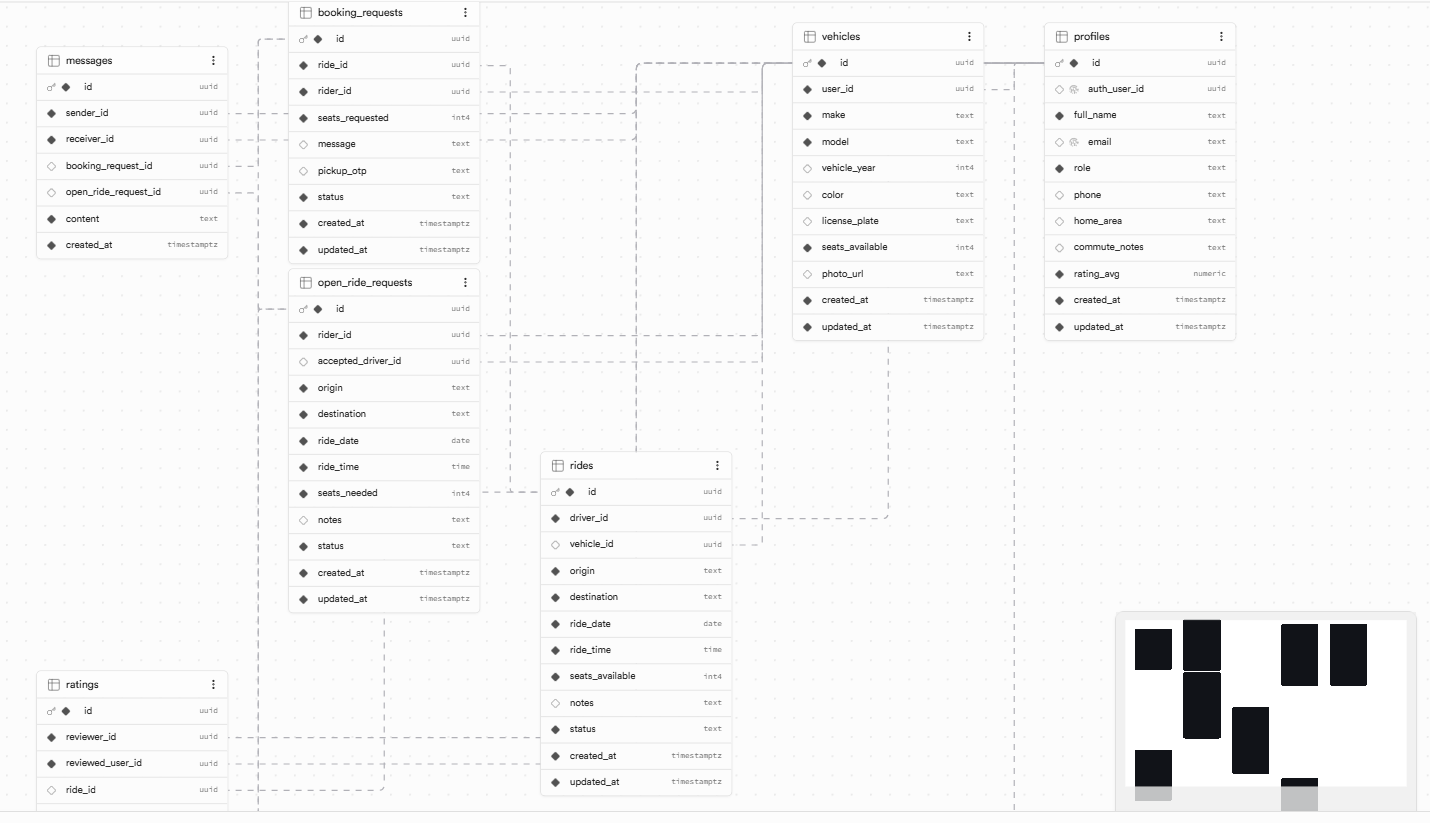 messages
id uuid
sender_id uuid
receiver_id uuid
booking_request_id uuid
open_ride_request_id uuid
content text
created_at timestamptz
booking_requests
id uuid
ride_id uuid
rider_id uuid
seats_requested int4
message text
pickup_otp text
status text
created_at timestamptz
updated_at timestamptz
open_ride_requests
id uuid
rider_id uuid
accepted_driver_id uuid
origin text
destination text
ride_date date
ride_time time
seats_needed int4
notes text
status text
created_at timestamptz
updated_at timestamptz
rides
id uuid
driver_id uuid
vehicle_id uuid
origin text
destination text
ride_date date
ride_time time
seats_available int4
notes text
status text
created_at timestamptz
updated_at timestamptz
vehicles
id uuid
user_id uuid
make text
model text
vehicle_year int4
color text
license_plate text
seats_available int4
photo_url text
created_at timestamptz
updated_at timestamptz
profiles
id uuid
auth_user_id uuid
full_name text
email text
role text
phone text
home_area text
commute_notes text
rating_avg numeric
created_at timestamptz
updated_at timestamptz
ratings
id uuid
reviewer_id uuid
reviewed_user_id uuid
ride_id uuid